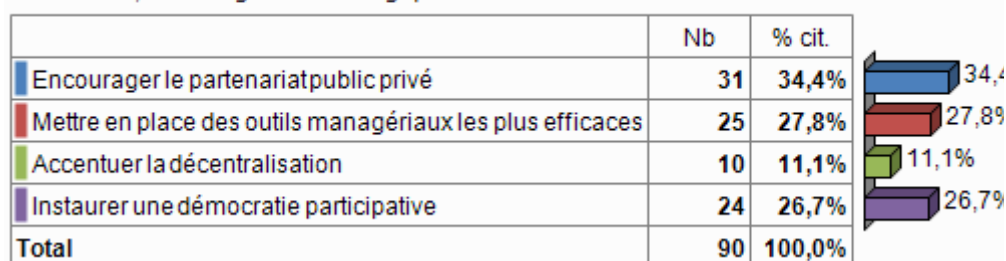 Nb % cit.
Encourager le partenariat public privé 31 34,4% 34,4
Mettre en place des outils managériaux les plus efficaces 25 27,8% 27,8%
Accentuer la décentralisation 10 11,1% 11,1%
Instaurer une démocratie participative 24 26,7% 26,7%
Total 90 100,0%